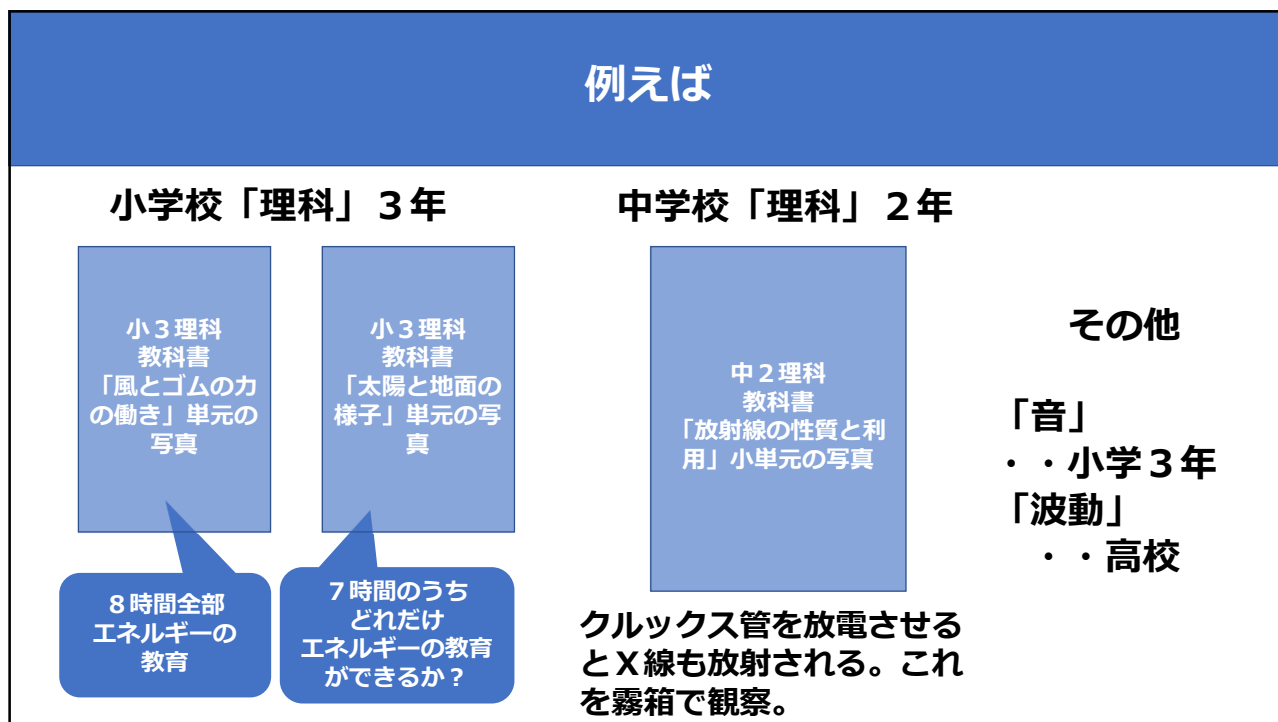 例えば
小学校「理科」３年
小３理科
教科書
「風とゴムの力
の働き」単元の
写真
小３理科
教科書
「太陽と地面の
様子」単元の写
真
８時間全部
エネルギーの
教育
７時間のうち
どれだけ
エネルギーの教育
ができるか？
中学校「理科」２年
中２理科
教科書
「放射線の性質と利
用」小単元の写真
クルックス管を放電させる
とＸ線も放射される。これ
を霧箱で観察。
その他
「音」
・・小学３年
「波動」
・・高校